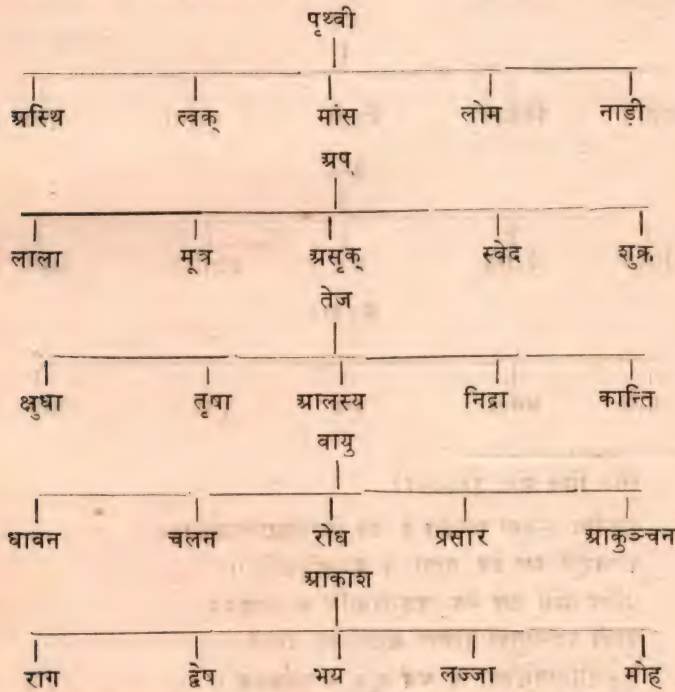 पृथ्वी
अस्थि त्वक् मांस लोम नाड़ी
अप्
लाला मूत्र असृक् स्वेद शुक्र
तेज
क्षुधा तृषा आलस्य निद्रा कान्ति
वायु
धावन चलन रोध प्रसार आकुञ्चन
आकाश
राग द्वेष भय लज्जा मोह